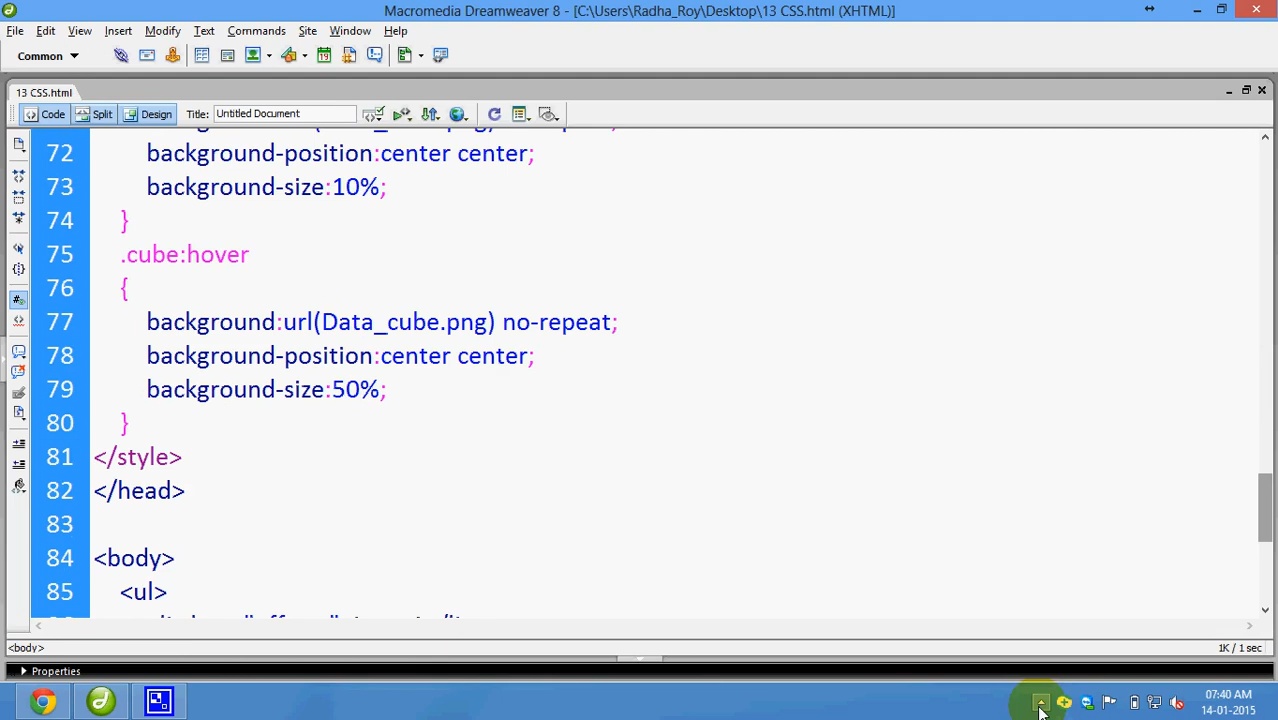 Macromedia Dreamweaver 8 - [C:\Users\Radha_Roy\Desktop\13 CSS.html (XHTML)]
File Edit View Insert Modify Text Commands Site Window Help
Common
13 CSS.html
Code Split Design Title: Untitled Document
72 background-position:center center;
73 background-size:10%;
74 }
75 .cube:hover
76 {
77 background:url(Data_cube.png) no-repeat;
78 background-position:center center;
79 background-size:50%;
80 }
81 </style>
82 </head>
83
84 <body>
85 <ul>
<body>
1K / 1 sec
Properties
07:40 AM
14-01-2015